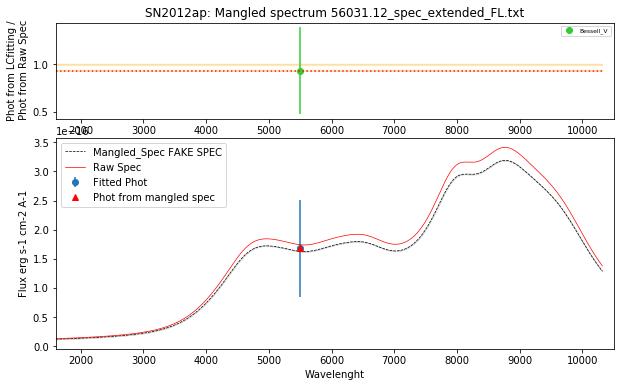 SN2012ap: Mangled spectrum 56031.12_spec_extended_FL.txt
Phot from LCfitting /
Phot from Raw Spec
1.0
0.5
Bessell_V
2000 3000 4000 5000 6000 7000 8000 9000 10000
1e−16
Flux erg s-1 cm-2 A-1
3.5
3.0
2.5
2.0
1.5
1.0
0.5
0.0
Mangled_Spec FAKE SPEC
Raw Spec
Fitted Phot
Phot from mangled spec
2000 3000 4000 5000 6000 7000 8000 9000 10000
Wavelenght